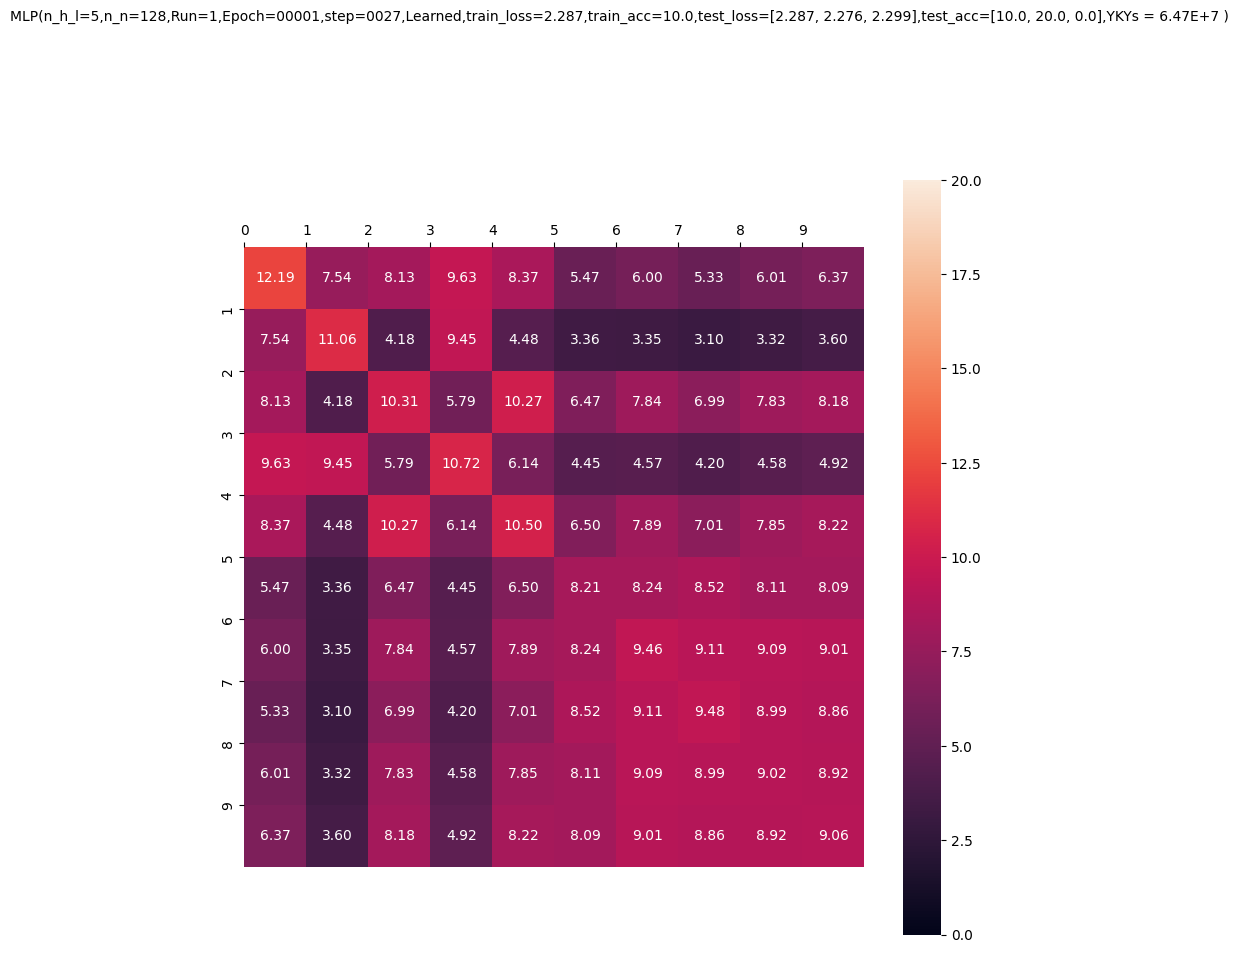 MLP(n_h_l=5,n_n=128,Run=1,Epoch=00001,step=0027,Learned,train_loss=2.287,train_acc=10.0,test_loss=[2.287, 2.276, 2.299],test_acc=[10.0, 20.0, 0.0],YKYs = 6.47E+7 )
20.0
0 1 2 3 4 5 6 7 8 9
17.5
12.19 7.54 8.13 9.63 8.37 5.47 6.00 5.33 6.01 6.37
1
7.54 11.06 4.18 9.45 4.48 3.36 3.35 3.10 3.32 3.60
15.0
2
8.13 4.18 10.31 5.79 10.27 6.47 7.84 6.99 7.83 8.18
3
9.63 9.45 5.79 10.72 6.14 4.45 4.57 4.20 4.58 4.92
12.5
4
8.37 4.48 10.27 6.14 10.50 6.50 7.89 7.01 7.85 8.22
5
10.0
5.47 3.36 6.47 4.45 6.50 8.21 8.24 8.52 8.11 8.09
6
6.00 3.35 7.84 4.57 7.89 8.24 9.46 9.11 9.09 9.01
7.5
7
5.33 3.10 6.99 4.20 7.01 8.52 9.11 9.48 8.99 8.86
8
5.0
6.01 3.32 7.83 4.58 7.85 8.11 9.09 8.99 9.02 8.92
9
6.37 3.60 8.18 4.92 8.22 8.09 9.01 8.86 8.92 9.06
2.5
0.0